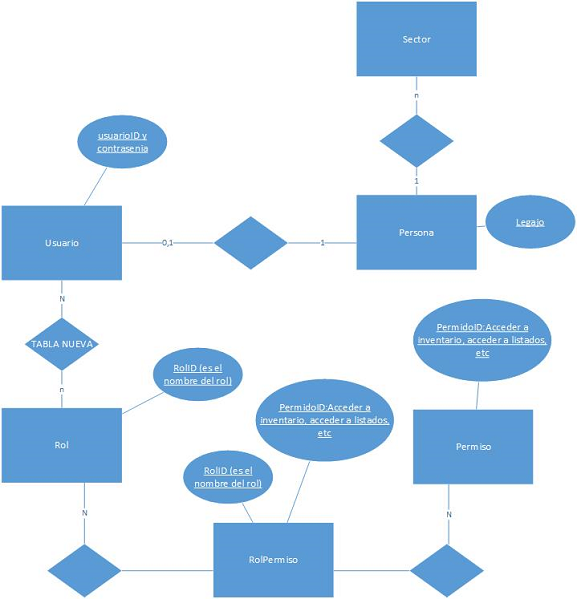 Sector
n
usuarioID y
contrasenia
1
Legajo
Usuario
0,1
1
Persona
N
TABLA NUEVA
PermidoID:Acceder a
inventario, acceder a listados,
etc
RolID (es el
nombre del rol)
n
PermidoID:Acceder a
inventario, acceder a listados,
etc
Rol
Permiso
RolID (es el
nombre del rol)
N
N
RolPermiso